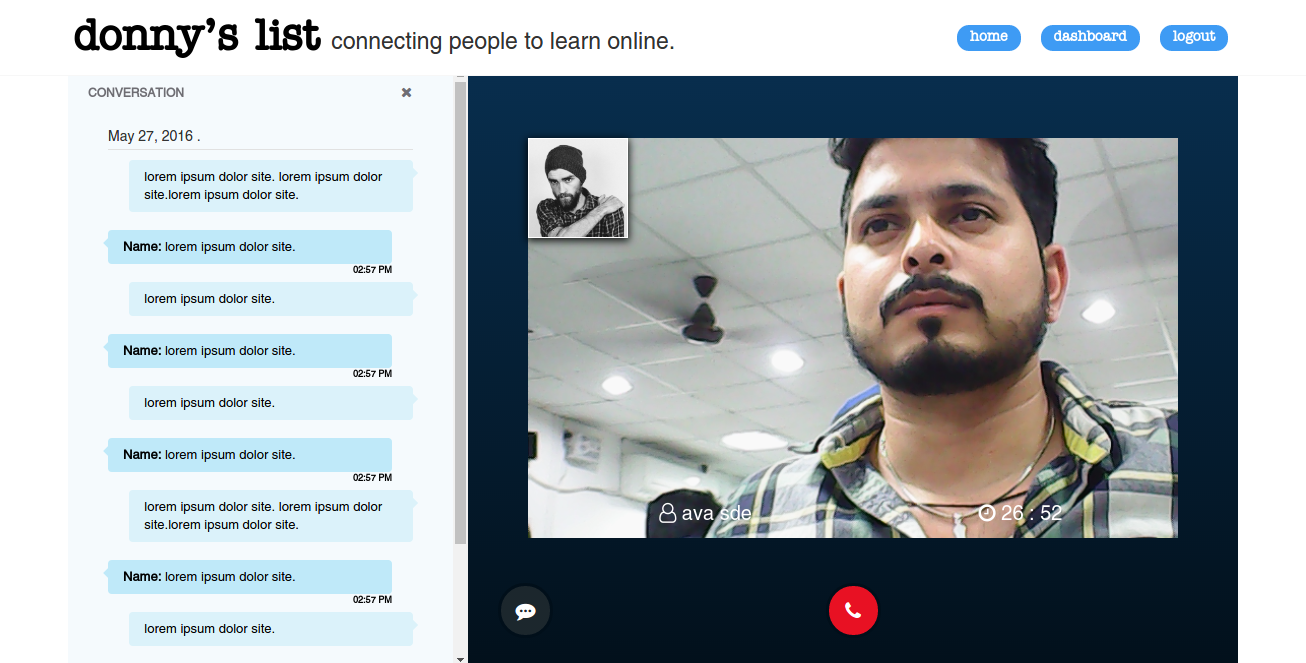 donny's list connecting people to learn online.
home dashboard logout
CONVERSATION
May 27, 2016 .
lorem ipsum dolor site. lorem ipsum dolor
site.lorem ipsum dolor site.
Name: lorem ipsum dolor site.
02:57 PM
lorem ipsum dolor site.
Name: lorem ipsum dolor site.
02:57 PM
lorem ipsum dolor site.
Name: lorem ipsum dolor site.
02:57 PM
lorem ipsum dolor site. lorem ipsum dolor
site.lorem ipsum dolor site.
Name: lorem ipsum dolor site.
02:57 PM
lorem ipsum dolor site.
ava sde
26 : 52